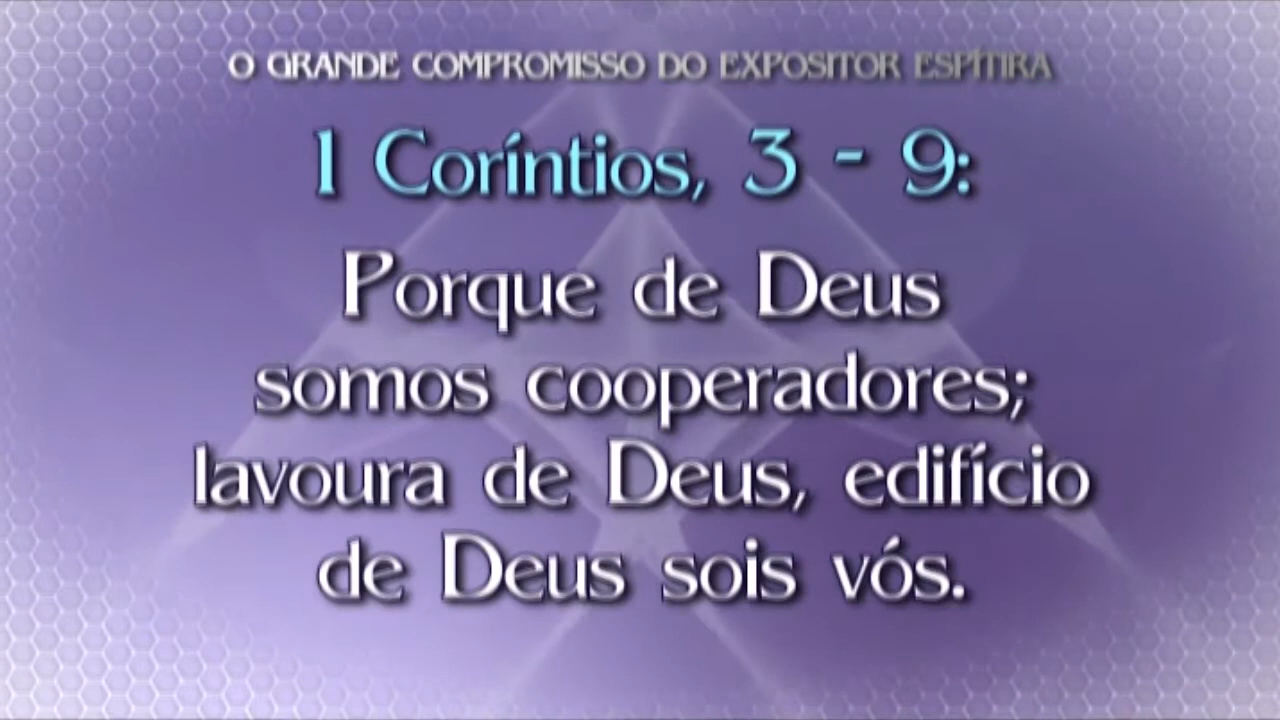 O GRANDE COMPROMISSO DO EXPOSITOR ESPÍTIRA
1 Coríntios, 3 - 9:
Porque de Deus
somos cooperadores;
lavoura de Deus, edifício
de Deus sois vós.